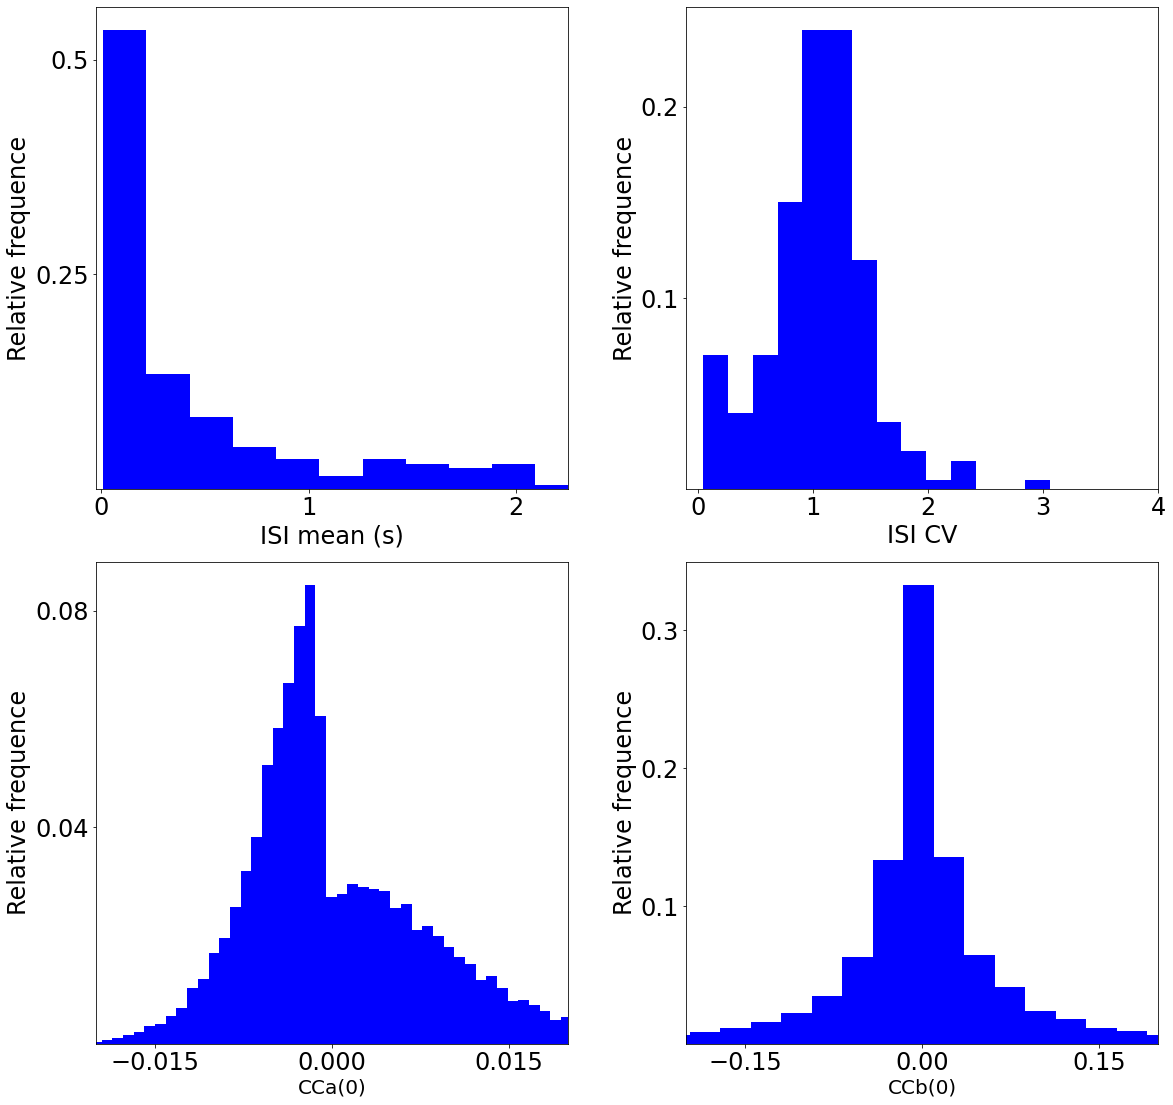 Relative frequence
0.5
0.25
0
1
2
ISI mean (s)
Relative frequence
0.2
0.1
0
1
2
3
4
ISI CV
Relative frequence
0.08
0.04
−0.015
0.000
0.015
CCa(0)
Relative frequence
0.3
0.2
0.1
−0.15
0.00
0.15
CCb(0)